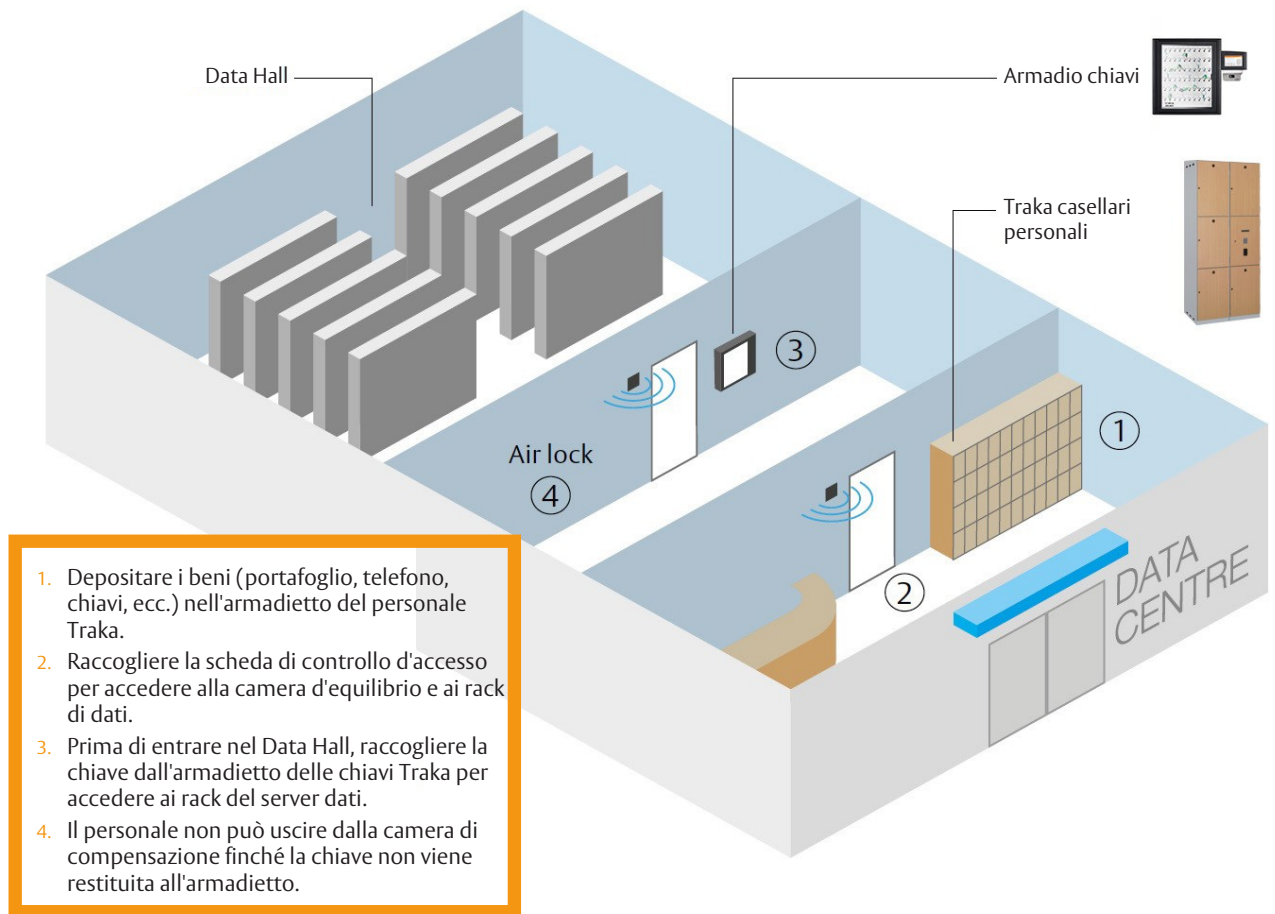 Data Hall
Armadio chiavi
Traka casellari
personali
3
1
Air lock
4
2
DATA
CENTRE
1. Depositare i beni (portafoglio, telefono,
chiavi, ecc.) nell'armadietto del personale
Traka.
2. Raccogliere la scheda di controllo d'accesso
per accedere alla camera d'equilibrio e ai rack
di dati.
3. Prima di entrare nel Data Hall, raccogliere la
chiave dall'armadietto delle chiavi Traka per
accedere ai rack del server dati.
4. Il personale non può uscire dalla camera di
compensazione finché la chiave non viene
restituita all'armadietto.